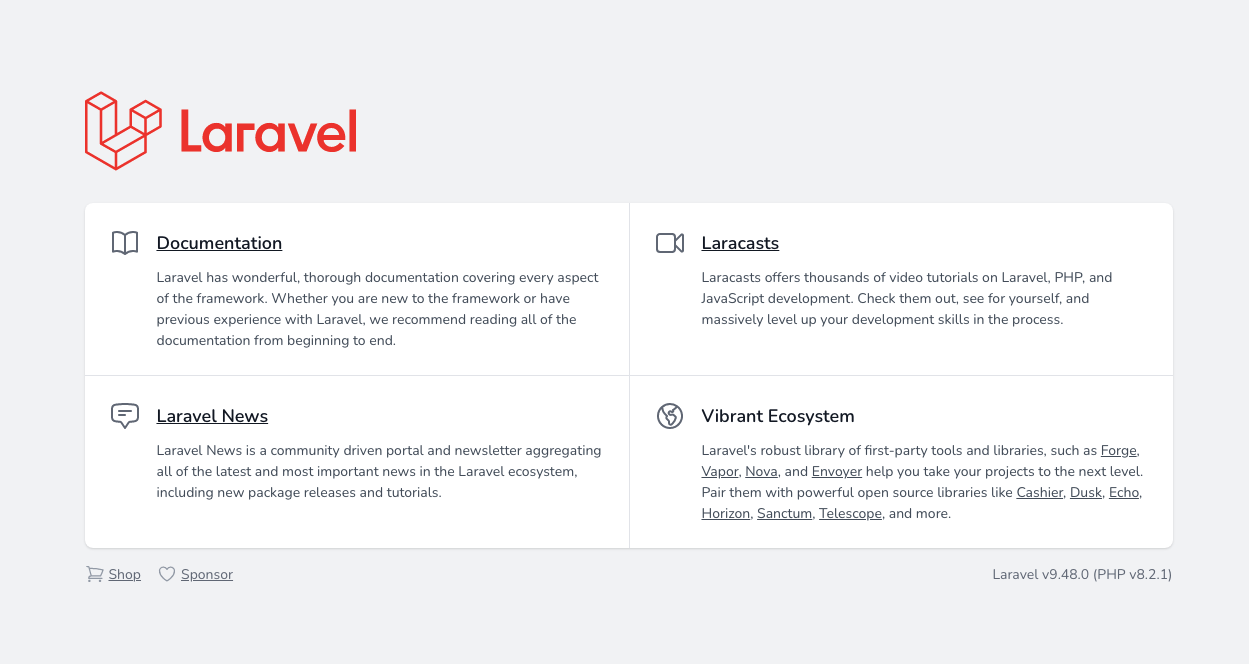 Laravel
Documentation
Laravel has wonderful, thorough documentation covering every aspect
of the framework. Whether you are new to the framework or have
previous experience with Laravel, we recommend reading all of the
documentation from beginning to end.
Laracasts
Laracasts offers thousands of video tutorials on Laravel, PHP, and
JavaScript development. Check them out, see for yourself, and
massively level up your development skills in the process.
Laravel News
Laravel News is a community driven portal and newsletter aggregating
all of the latest and most important news in the Laravel ecosystem,
including new package releases and tutorials.
Vibrant Ecosystem
Laravel's robust library of first-party tools and libraries, such as Forge,
Vapor, Nova, and Envoyer help you take your projects to the next level.
Pair them with powerful open source libraries like Cashier, Dusk, Echo,
Horizon, Sanctum, Telescope, and more.
Shop
Sponsor
Laravel v9.48.0 (PHP v8.2.1)